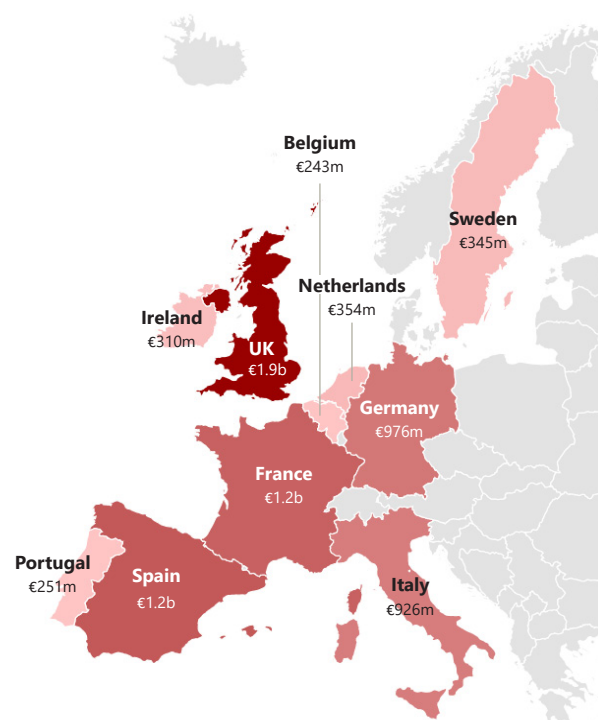 Belgium
€243m
Sweden
€345m
Netherlands
€354m
Ireland
€310m
UK
€1.9b
Germany
€976m
France
€1.2b
Portugal
€251m
Spain
€1.2b
Italy
€926m